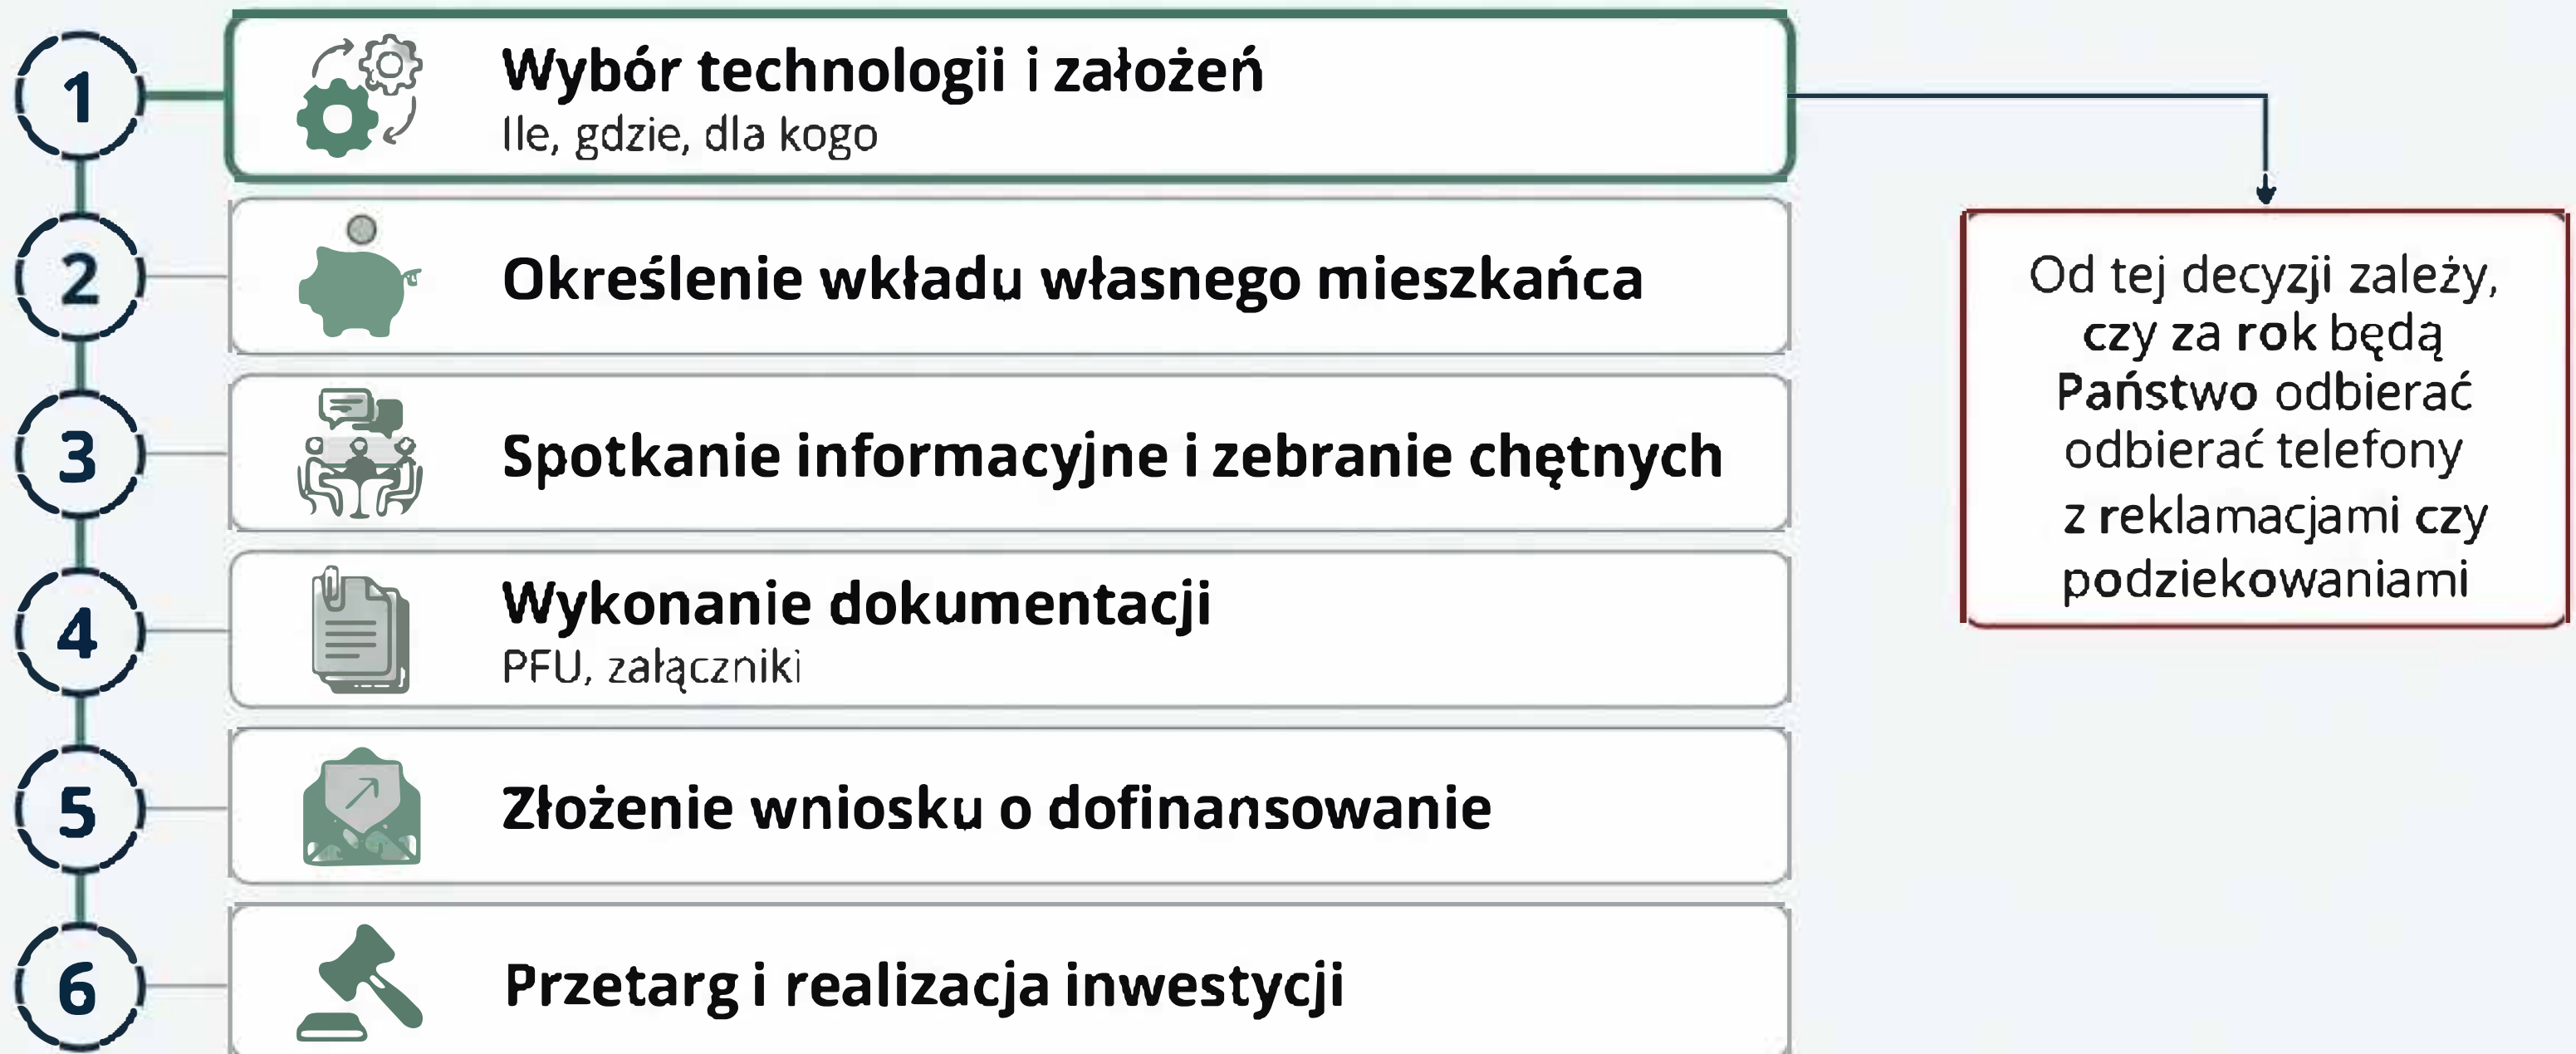 1
Wybór technologii i założeń
Ile, gdzie, dla kogo
2
Określenie wkładu własnego mieszkańca
3
Spotkanie informacyjne i zebranie chętnych
4
Wykonanie dokumentacji
PFU, załączniki
5
Złożenie wniosku o dofinansowanie
6
Przetarg i realizacja inwestycji
Od tej decyzji zależy,
czy za rok będą
Państwo odbierać
odbierać telefony
z reklamacjami czy
podziekowaniami